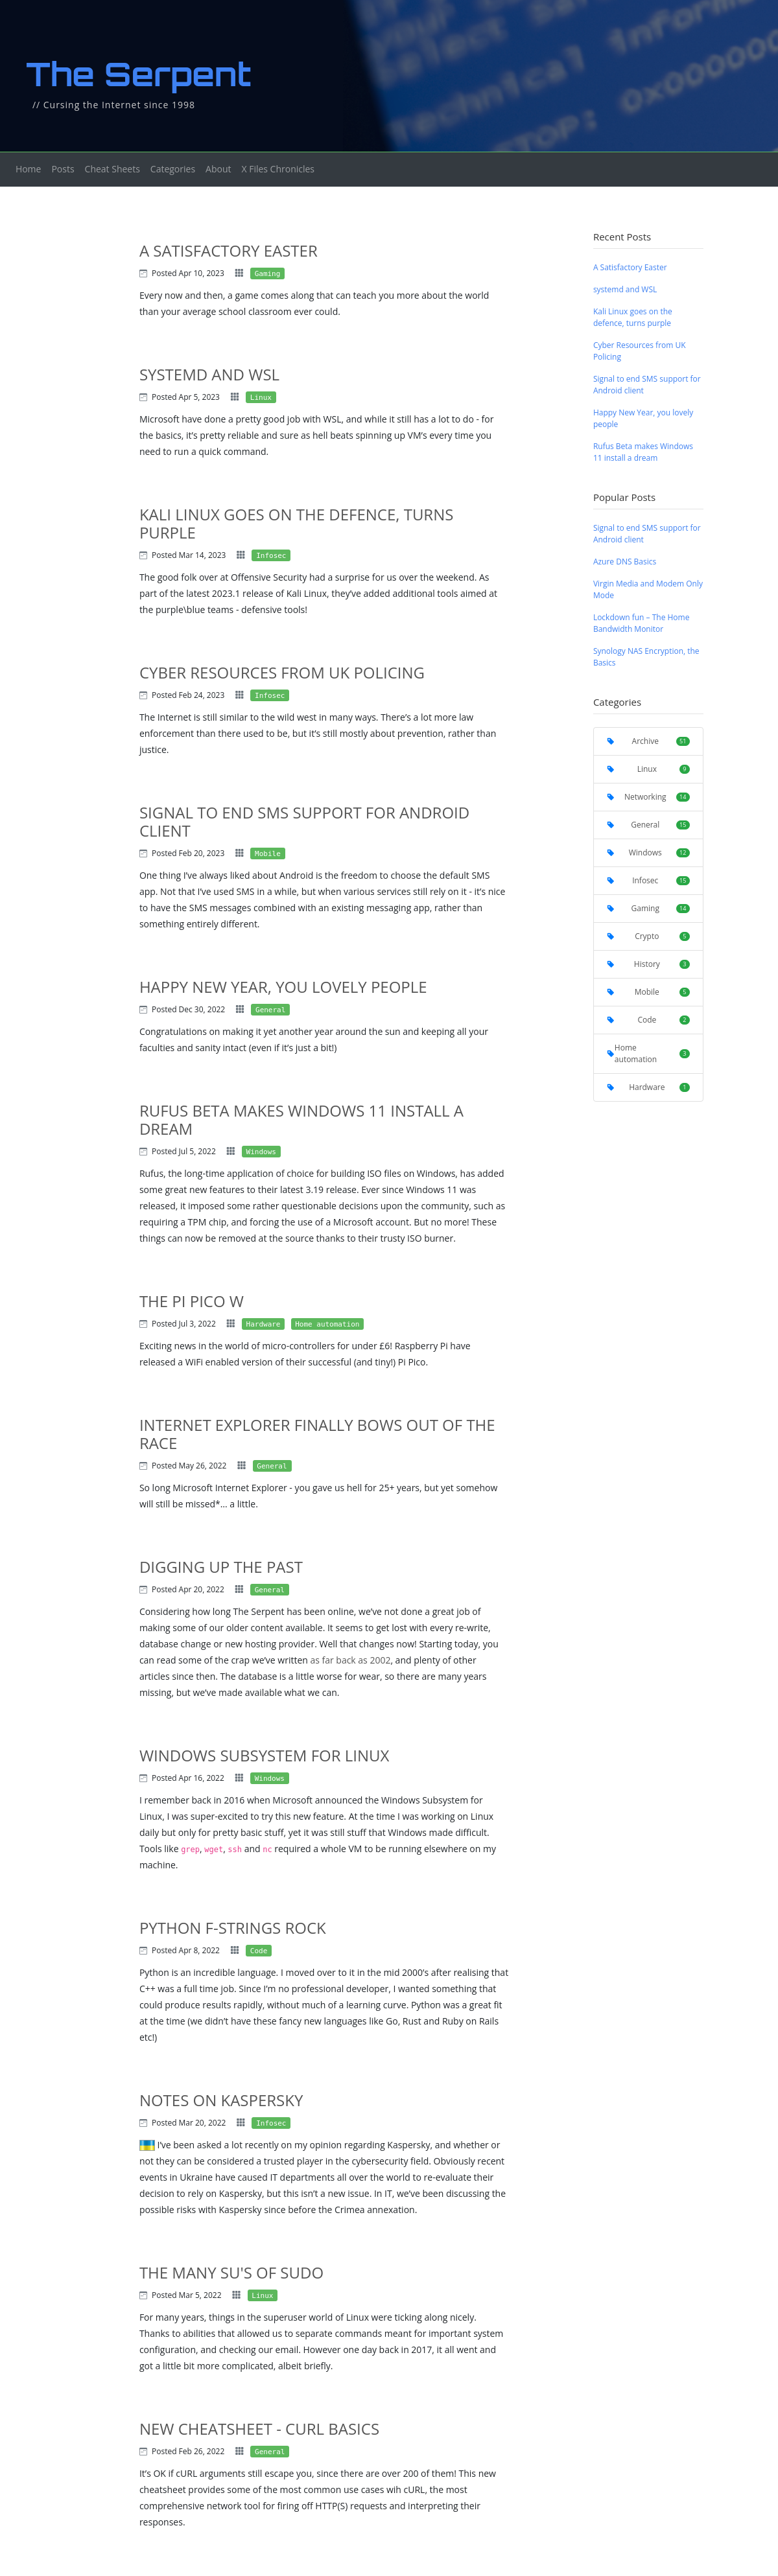 The Serpent
// Cursing the Internet since 1998
Home Posts Cheat Sheets Categories About X Files Chronicles
A SATISFACTORY EASTER
Posted Apr 10, 2023 Gaming
Every now and then, a game comes along that can teach you more about the world
than your average school classroom ever could.
SYSTEMD AND WSL
Posted Apr 5, 2023 Linux
Microsoft have done a pretty good job with WSL, and while it still has a lot to do - for
the basics, it’s pretty reliable and sure as hell beats spinning up VM’s every time you
need to run a quick command.
KALI LINUX GOES ON THE DEFENCE, TURNS
PURPLE
Posted Mar 14, 2023 Infosec
The good folk over at Offensive Security had a surprise for us over the weekend. As
part of the latest 2023.1 release of Kali Linux, they’ve added additional tools aimed at
the purple\blue teams - defensive tools!
CYBER RESOURCES FROM UK POLICING
Posted Feb 24, 2023 Infosec
The Internet is still similar to the wild west in many ways. There’s a lot more law
enforcement than there used to be, but it’s still mostly about prevention, rather than
justice.
SIGNAL TO END SMS SUPPORT FOR ANDROID
CLIENT
Posted Feb 20, 2023 Mobile
One thing I’ve always liked about Android is the freedom to choose the default SMS
app. Not that I’ve used SMS in a while, but when various services still rely on it - it’s nice
to have the SMS messages combined with an existing messaging app, rather than
something entirely different.
HAPPY NEW YEAR, YOU LOVELY PEOPLE
Posted Dec 30, 2022 General
Congratulations on making it yet another year around the sun and keeping all your
faculties and sanity intact (even if it’s just a bit!)
RUFUS BETA MAKES WINDOWS 11 INSTALL A
DREAM
Posted Jul 5, 2022 Windows
Rufus, the long-time application of choice for building ISO files on Windows, has added
some great new features to their latest 3.19 release. Ever since Windows 11 was
released, it imposed some rather questionable decisions upon the community, such as
requiring a TPM chip, and forcing the use of a Microsoft account. But no more! These
things can now be removed at the source thanks to their trusty ISO burner.
THE PI PICO W
Posted Jul 3, 2022 Hardware Home automation
Exciting news in the world of micro-controllers for under £6! Raspberry Pi have
released a WiFi enabled version of their successful (and tiny!) Pi Pico.
INTERNET EXPLORER FINALLY BOWS OUT OF THE
RACE
Posted May 26, 2022 General
So long Microsoft Internet Explorer - you gave us hell for 25+ years, but yet somehow
will still be missed*... a little.
DIGGING UP THE PAST
Posted Apr 20, 2022 General
Considering how long The Serpent has been online, we’ve not done a great job of
making some of our older content available. It seems to get lost with every re-write,
database change or new hosting provider. Well that changes now! Starting today, you
can read some of the crap we’ve written as far back as 2002, and plenty of other
articles since then. The database is a little worse for wear, so there are many years
missing, but we’ve made available what we can.
WINDOWS SUBSYSTEM FOR LINUX
Posted Apr 16, 2022 Windows
I remember back in 2016 when Microsoft announced the Windows Subsystem for
Linux, I was super-excited to try this new feature. At the time I was working on Linux
daily but only for pretty basic stuff, yet it was still stuff that Windows made difficult.
Tools like grep, wget, ssh and nc required a whole VM to be running elsewhere on my
machine.
PYTHON F-STRINGS ROCK
Posted Apr 8, 2022 Code
Python is an incredible language. I moved over to it in the mid 2000’s after realising that
C++ was a full time job. Since I’m no professional developer, I wanted something that
could produce results rapidly, without much of a learning curve. Python was a great fit
at the time (we didn’t have these fancy new languages like Go, Rust and Ruby on Rails
etc!)
NOTES ON KASPERSKY
Posted Mar 20, 2022 Infosec
I’ve been asked a lot recently on my opinion regarding Kaspersky, and whether or
not they can be considered a trusted player in the cybersecurity field. Obviously recent
events in Ukraine have caused IT departments all over the world to re-evaluate their
decision to rely on Kaspersky, but this isn’t a new issue. In IT, we’ve been discussing the
possible risks with Kaspersky since before the Crimea annexation.
THE MANY SU'S OF SUDO
Posted Mar 5, 2022 Linux
For many years, things in the superuser world of Linux were ticking along nicely.
Thanks to abilities that allowed us to separate commands meant for important system
configuration, and checking our email. However one day back in 2017, it all went and
got a little bit more complicated, albeit briefly.
NEW CHEATSHEET - CURL BASICS
Posted Feb 26, 2022 General
It’s OK if cURL arguments still escape you, since there are over 200 of them! This new
cheatsheet provides some of the most common use cases wih cURL, the most
comprehensive network tool for firing off HTTP(S) requests and interpreting their
responses.
Recent Posts
A Satisfactory Easter
systemd and WSL
Kali Linux goes on the
defence, turns purple
Cyber Resources from UK
Policing
Signal to end SMS support for
Android client
Happy New Year, you lovely
people
Rufus Beta makes Windows
11 install a dream
Popular Posts
Signal to end SMS support for
Android client
Azure DNS Basics
Virgin Media and Modem Only
Mode
Lockdown fun – The Home
Bandwidth Monitor
Synology NAS Encryption, the
Basics
Categories
Archive 51
Linux 9
Networking 14
General 15
Windows 12
Infosec 15
Gaming 14
Crypto 5
History 3
Mobile 5
Code 2
Home
automation 3
Hardware 1